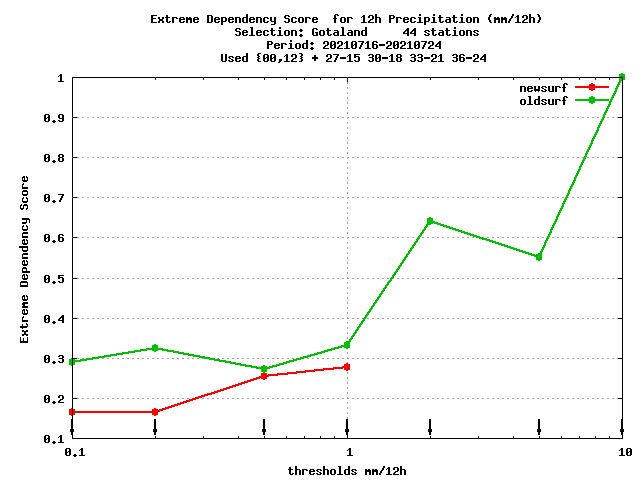 Extreme Dependency Score  for 12h Precipitation (mm/12h)
Selection: Gotaland     44 stations
Period: 20210716-20210724
Used {00,12} + 27-15 30-18 33-21 36-24
newsurf
oldsurf
1
0.9
0.8
0.7
0.6
0.5
0.4
0.3
0.2
0.1
Extreme Dependency Score
0.1 1 10
thresholds mm/12h